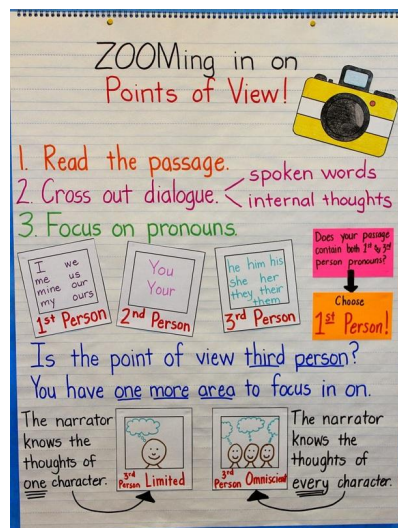 ZOOMing in on
Points of View!
1. Read the passage.
2. Cross out dialogue. < spoken words
internal thoughts
3. Focus on pronouns.
I we
me us
mine our
my ours
1st Person
You
Your
2nd Person
he him his
she her
they their
them
3rd Person
Does your passage
contain both 1st & 3rd
person pronouns?
Choose
1st Person!
Is the point of view third person?
You have one more area to focus in on.
The narrator
knows the
thoughts of
one character.
3rd Person Limited
3rd Person Omniscient
The narrator
knows the
thoughts of
every character.